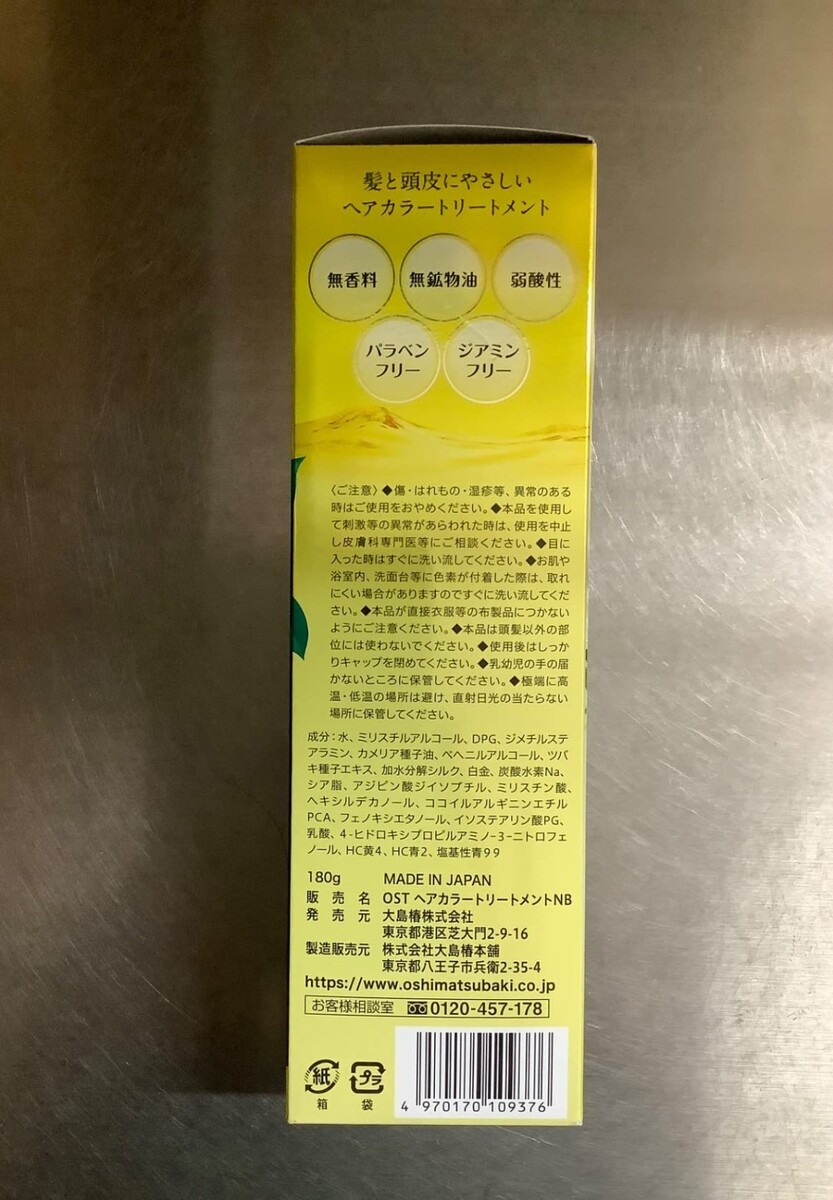 髪と頭皮にやさしい
ヘアカラートリートメント
無香料
無鉱物油
弱酸性
パラベン
フリー
ジアミン
フリー
〈ご注意〉◆傷・はれもの・湿疹等、異常のある
時はご使用をおやめください。◆本品を使用し
て刺激等の異常があらわれた時は、使用を中止
し皮膚科専門医等にご相談ください。◆目に
入った時はすぐに洗い流してください。◆お肌や
浴室内、洗面台等に色素が付着した際は、取れ
にくい場合がありますのですぐに洗い流してくだ
さい。◆本品が直接衣服等の布製品につかない
ようにご注意ください。◆本品は頭髪以外の部
位には使わないでください。◆使用後はしっか
りキャップを閉めてください。◆乳幼児の手の届
かないところに保管してください。◆極端に高
温・低温の場所は避け、直射日光の当たらない
場所に保管してください。
成分：水、ミリスチルアルコール、DPG、ジメチルステ
アラミン、カメリア種子油、ベヘニルアルコール、ツバ
キ種子エキス、加水分解シルク、白金、炭酸水素Na、
シア脂、アジピン酸ジイソブチル、ミリスチン酸、
ヘキシルデカノール、ココイルアルギニンエチル
PCA、フェノキシエタノール、イソステアリン酸PG、
乳酸、4-ヒドロキシプロピルアミノ-3-ニトロフェ
ノール、HC黄4、HC青2、塩基性青99
180g MADE IN JAPAN
販売名 OST ヘアカラートリートメントNB
発売元 大島椿株式会社
東京都港区芝大門2-9-16
製造販売元 株式会社大島椿本舗
東京都八王子市兵衛2-35-4
https://www.oshimatsubaki.co.jp
お客様相談室 0120-457-178
紙
箱
プラ
袋
4 970170 109376